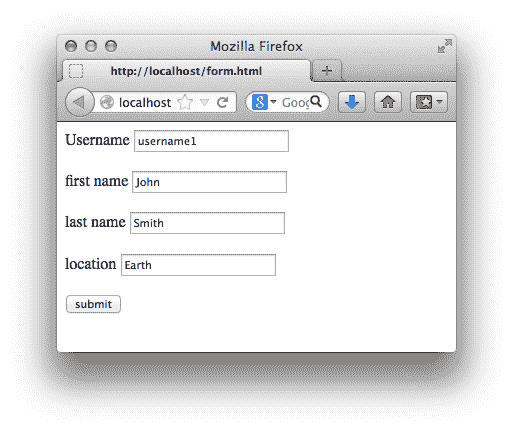 Mozilla Firefox
http://localhost/form.html
localhost
8 Goog
Username username1
first name John
last name Smith
location Earth
submit